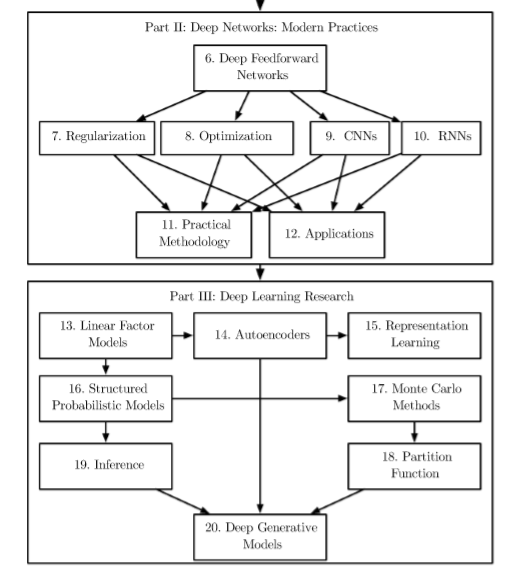 Part II: Deep Networks: Modern Practices
6. Deep Feedforward
Networks
7. Regularization
8. Optimization
9. CNNs
10. RNNs
11. Practical
Methodology
12. Applications
Part III: Deep Learning Research
13. Linear Factor
Models
14. Autoencoders
15. Representation
Learning
16. Structured
Probabilistic Models
17. Monte Carlo
Methods
19. Inference
18. Partition
Function
20. Deep Generative
Models